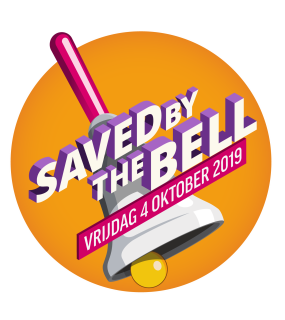 SAVED BY
THE BELL
VRIJDAG 4 OKTOBER 2019